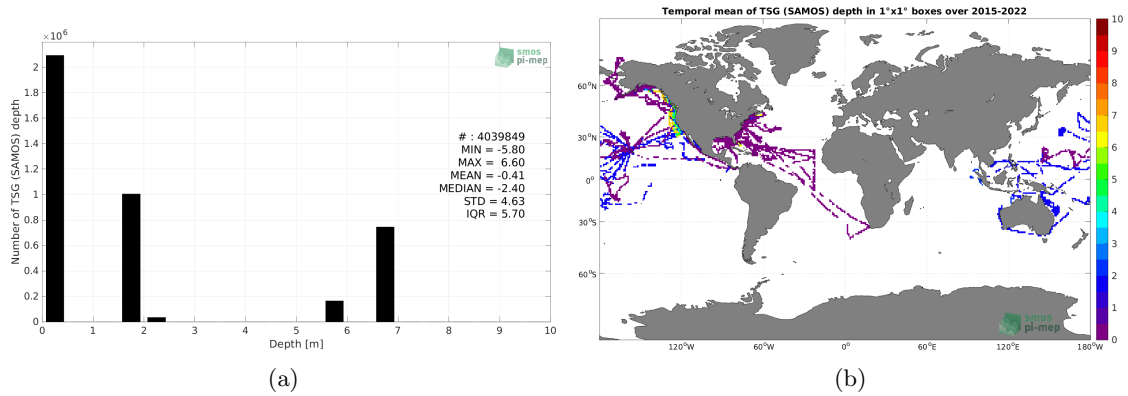 ×10⁶
smos
pi-mep
2
1.8
1.6
1.4
1.2
1
0.8
0.6
0.4
0.2
0
Number of TSG (SAMOS) depth
# : 4039849
MIN = -5.80
MAX = 6.60
MEAN = -0.41
MEDIAN = -2.40
STD = 4.63
IQR = 5.70
0 1 2 3 4 5 6 7 8 9 10
Depth [m]
(a)
Temporal mean of TSG (SAMOS) depth in 1°x1° boxes over 2015-2022
60°N
30°N
0°
30°S
60°S
120°W 60°W 0° 60°E 120°E 180°W
smos
pi-mep
10
9
8
7
6
5
4
3
2
1
0
(b)